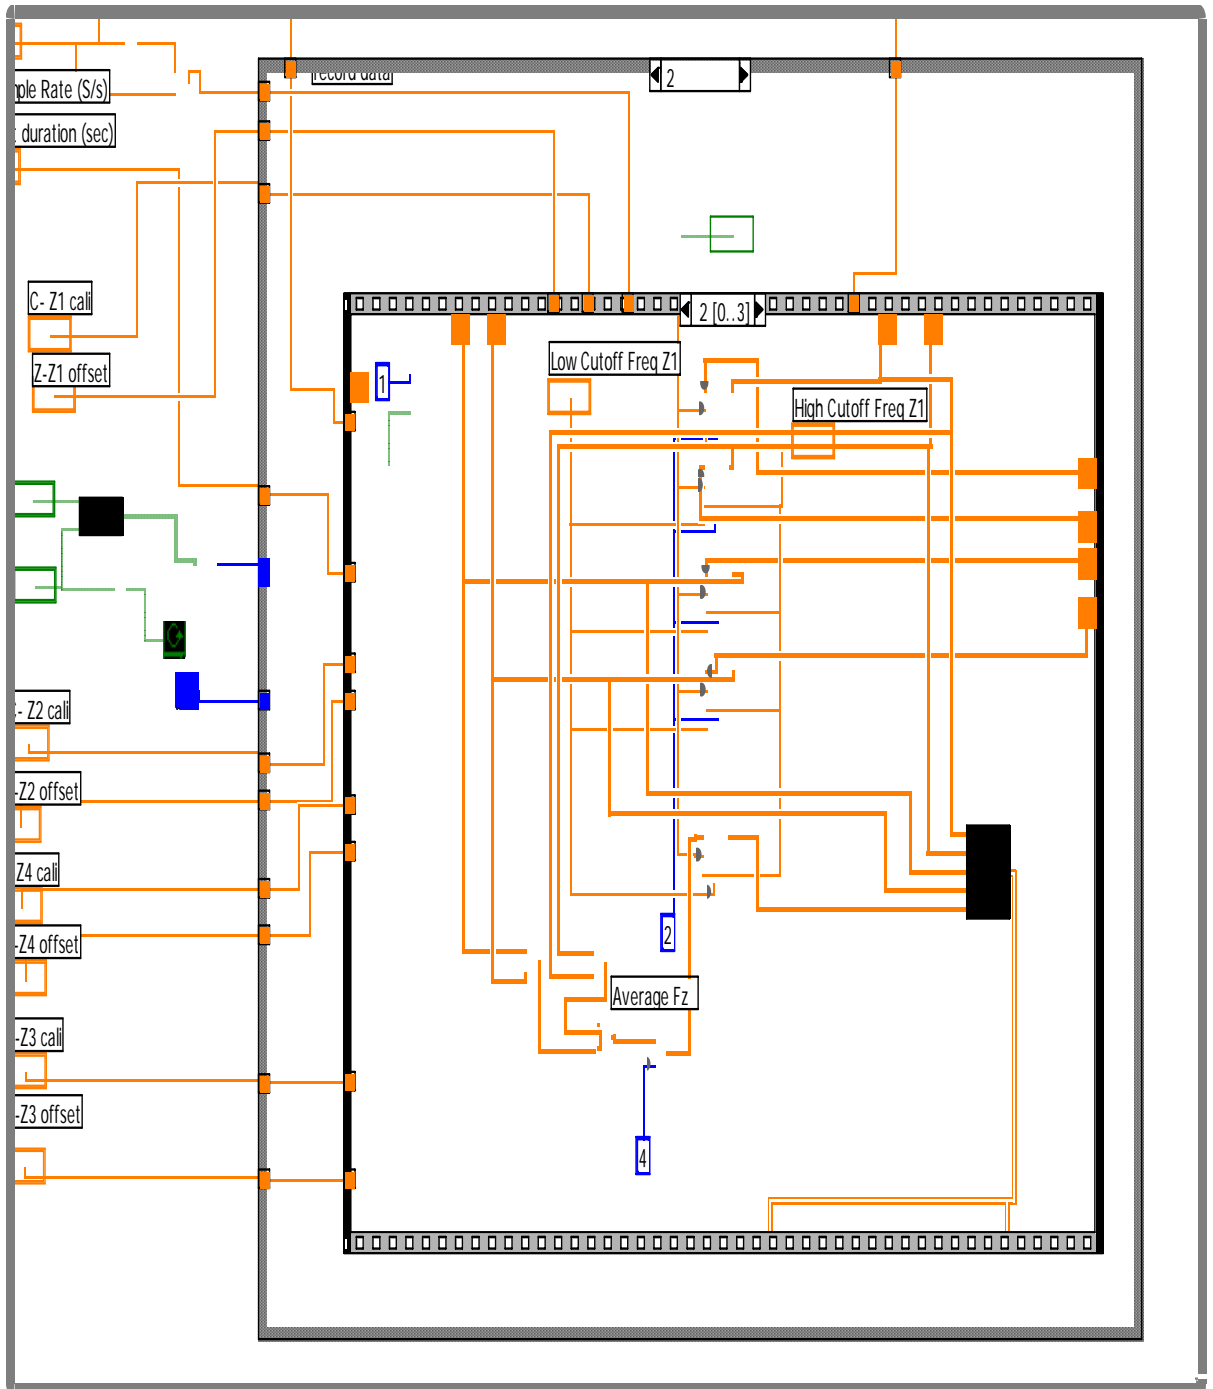 record data
2
ple Rate (S/s)
duration (sec)
C- Z1 cali
Z-Z1 offset
2 [0..3]
1
Low Cutoff Freq Z1
High Cutoff Freq Z1
- Z2 cali
-Z2 offset
Z4 cali
-Z4 offset
2
Average Fz
-Z3 cali
-Z3 offset
4